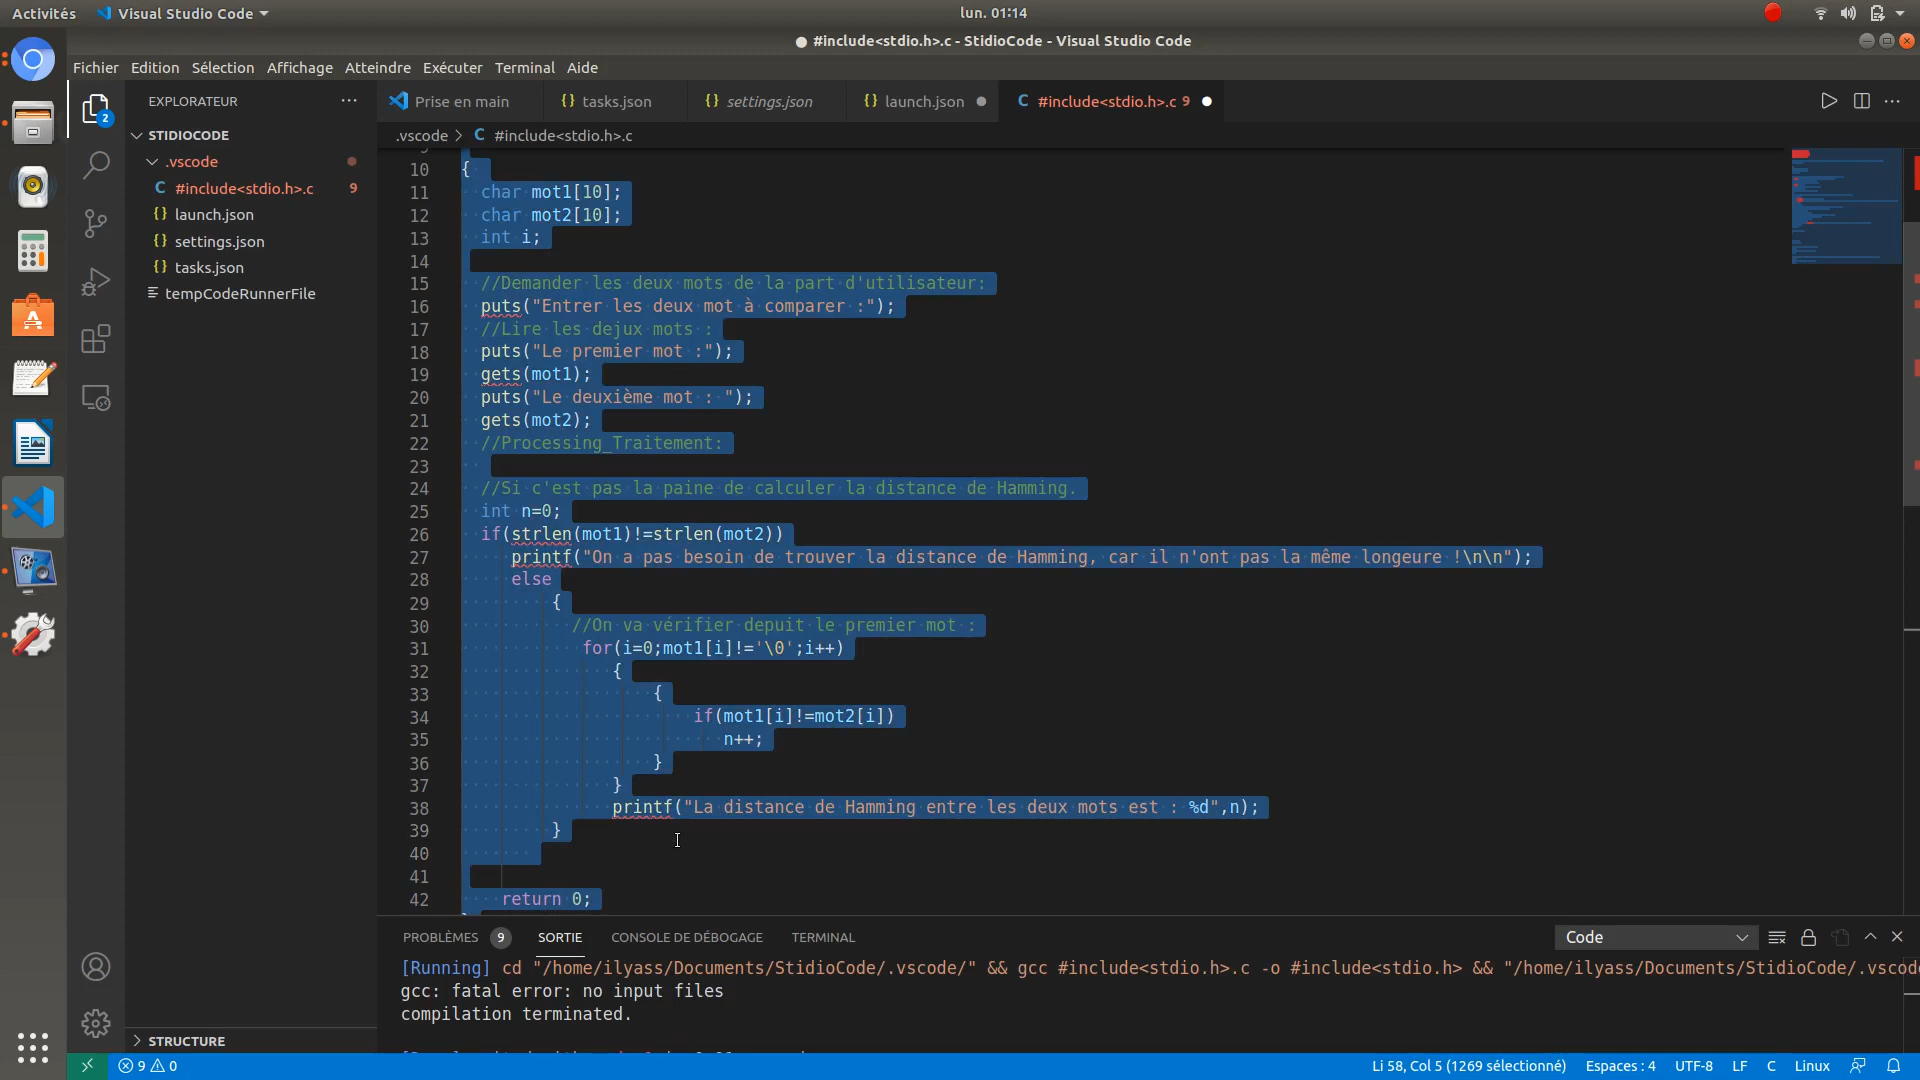 Activités
Visual Studio Code
lun. 01:14
● #include<stdio.h>.c - StidioCode - Visual Studio Code
Fichier Edition Sélection Affichage Atteindre Exécuter Terminal Aide
EXPLORATEUR
STIDIOCODE
.vscode
C #include<stdio.h>.c 9
{} launch.json
{} settings.json
{} tasks.json
tempCodeRunnerFile
STRUCTURE
2
Prise en main
{} tasks.json
{} settings.json
{} launch.json ●
C #include<stdio.h>.c 9 ●
.vscode > C #include<stdio.h>.c
10 {
11 char mot1[10];
12 char mot2[10];
13 int i;
14
15 //Demander les deux mots de la part d'utilisateur:
16 puts("Entrer les deux mot à comparer :");
17 //Lire les dejux mots :
18 puts("Le premier mot :");
19 gets(mot1);
20 puts("Le deuxième mot : ");
21 gets(mot2);
22 //Processing_Traitement:
23
24 //Si c'est pas la paine de calculer la distance de Hamming.
25 int n=0;
26 if(strlen(mot1)!=strlen(mot2))
27 printf("On a pas besoin de trouver la distance de Hamming, car il n'ont pas la même longeure !\n\n");
28 else
29 {
30 //On va vérifier depuit le premier mot :
31 for(i=0;mot1[i]!='\0';i++)
32 {
33 {
34 if(mot1[i]!=mot2[i])
35 n++;
36 }
37 }
38 printf("La distance de Hamming entre les deux mots est : %d",n);
39 }
40
41
42 return 0;
PROBLÈMES 9 SORTIE CONSOLE DE DÉBOGAGE TERMINAL
Code
[Running] cd "/home/ilyass/Documents/StidioCode/.vscode/" && gcc #include<stdio.h>.c -o #include<stdio.h> && "/home/ilyass/Documents/StidioCode/.vscod
gcc: fatal error: no input files
compilation terminated.
9 0
Li 58, Col 5 (1269 sélectionné) Espaces : 4 UTF-8 LF C Linux